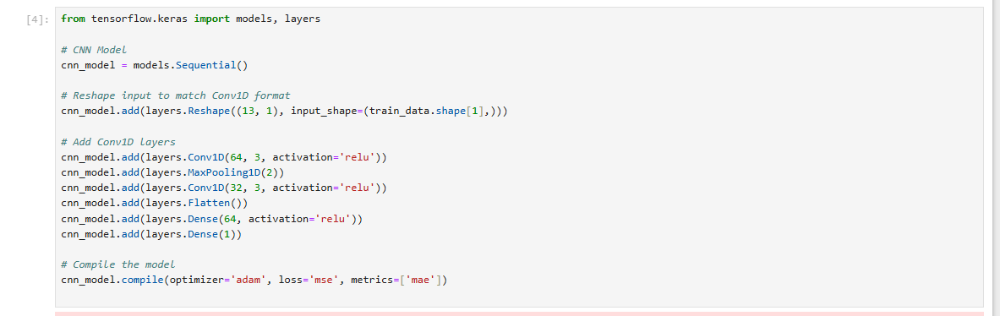 [4]:
from tensorflow.keras import models, layers
# CNN Model
cnn_model = models.Sequential()
# Reshape input to match Conv1D format
cnn_model.add(layers.Reshape((13, 1), input_shape=(train_data.shape[1],)))
# Add Conv1D layers
cnn_model.add(layers.Conv1D(64, 3, activation='relu'))
cnn_model.add(layers.MaxPooling1D(2))
cnn_model.add(layers.Conv1D(32, 3, activation='relu'))
cnn_model.add(layers.Flatten())
cnn_model.add(layers.Dense(64, activation='relu'))
cnn_model.add(layers.Dense(1))
# Compile the model
cnn_model.compile(optimizer='adam', loss='mse', metrics=['mae'])